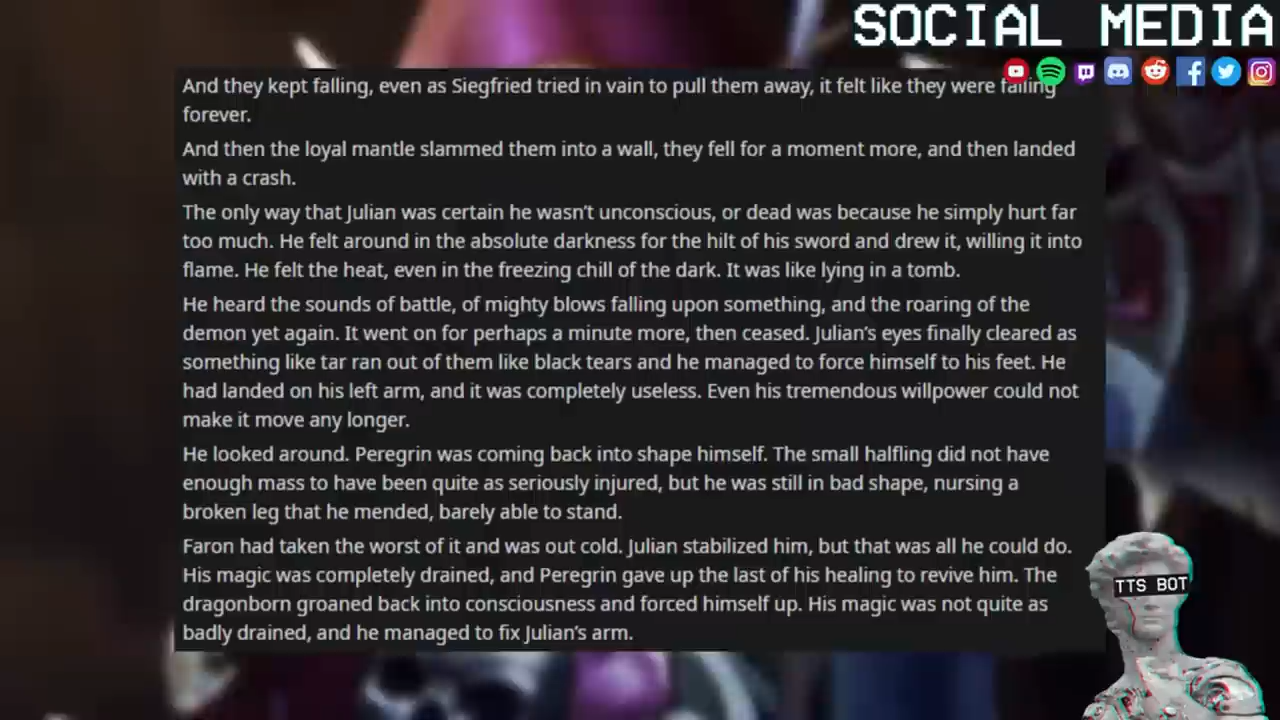 SOCIAL MEDIA
And they kept falling, even as Siegfried tried in vain to pull them away, it felt like they were falling
forever.
And then the loyal mantle slammed them into a wall, they fell for a moment more, and then landed
with a crash.
The only way that Julian was certain he wasn't unconscious, or dead was because he simply hurt far
too much. He felt around in the absolute darkness for the hilt of his sword and drew it, willing it into
flame. He felt the heat, even in the freezing chill of the dark. It was like lying in a tomb.
He heard the sounds of battle, of mighty blows falling upon something, and the roaring of the
demon yet again. It went on for perhaps a minute more, then ceased. Julian's eyes finally cleared as
something like tar ran out of them like black tears and he managed to force himself to his feet. He
had landed on his left arm, and it was completely useless. Even his tremendous willpower could not
make it move any longer.
He looked around. Peregrin was coming back into shape himself. The small halfling did not have
enough mass to have been quite as seriously injured, but he was still in bad shape, nursing a
broken leg that he mended, barely able to stand.
Faron had taken the worst of it and was out cold. Julian stabilized him, but that was all he could do.
His magic was completely drained, and Peregrin gave up the last of his healing to revive him. The
dragonborn groaned back into consciousness and forced himself up. His magic was not quite as
badly drained, and he managed to fix Julian's arm.
TTS BOT